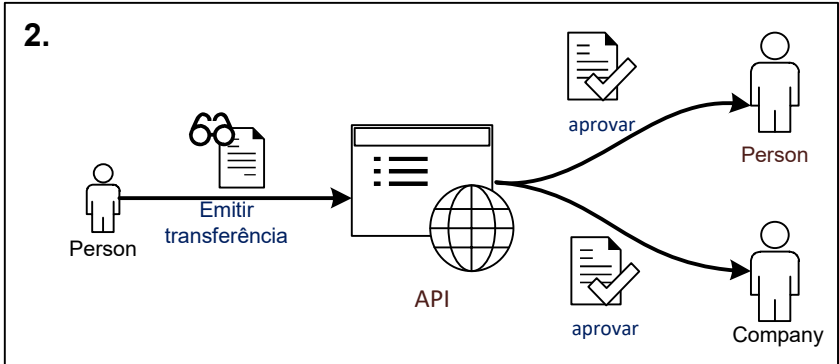 2.
aprovar
Person
Emitir
transferência
Person
API
aprovar
Company